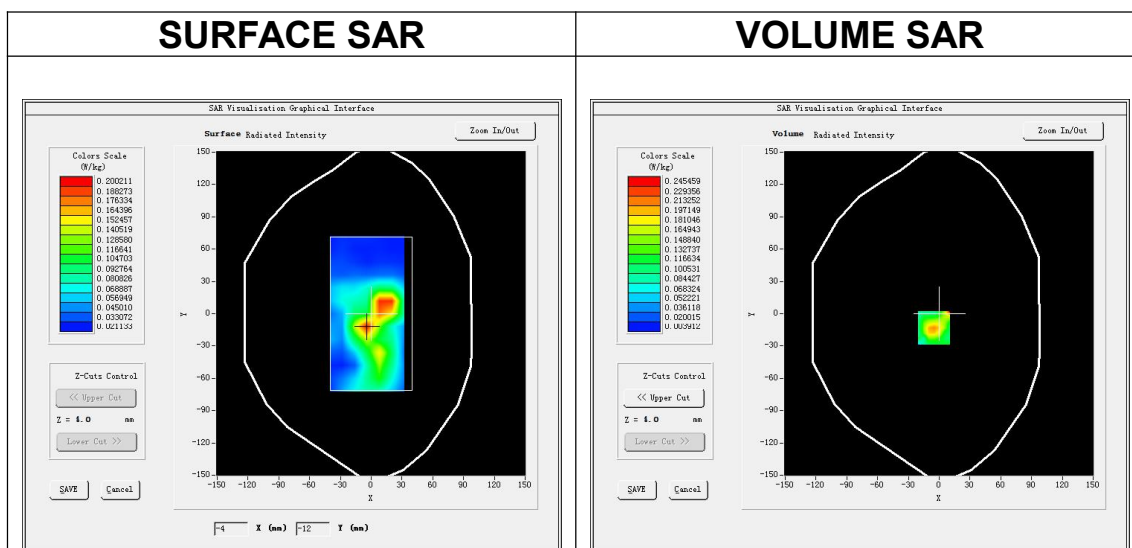 SURFACE SAR
VOLUME SAR
SAR Visualisation Graphical Interface
Surface Radiated Intensity
Zoom In/Out
Colors Scale
(W/kg)
0.200211
0.188273
0.176334
0.164396
0.152457
0.140519
0.128580
0.116641
0.104703
0.092764
0.080826
0.068887
0.056949
0.045010
0.033072
0.021133
150
120
90
60
30
0
-30
-60
-90
-120
-150
Y
-150 -120 -90 -60 -30 0 30 60 90 120 150
X
Z-Cuts Control
<< Upper Cut
Z = 4.0 mm
Lower Cut >>
SAVE Cancel
-4 X (mm) -12 Y (mm)
SAR Visualisation Graphical Interface
Volume Radiated Intensity
Zoom In/Out
Colors Scale
(W/kg)
0.245459
0.229356
0.213252
0.197149
0.181046
0.164943
0.148840
0.132737
0.116634
0.100531
0.084427
0.068324
0.052221
0.036118
0.020015
0.003912
150
120
90
60
30
0
-30
-60
-90
-120
-150
Y
-150 -120 -90 -60 -30 0 30 60 90 120 150
X
Z-Cuts Control
<< Upper Cut
Z = 4.0 mm
Lower Cut >>
SAVE Cancel